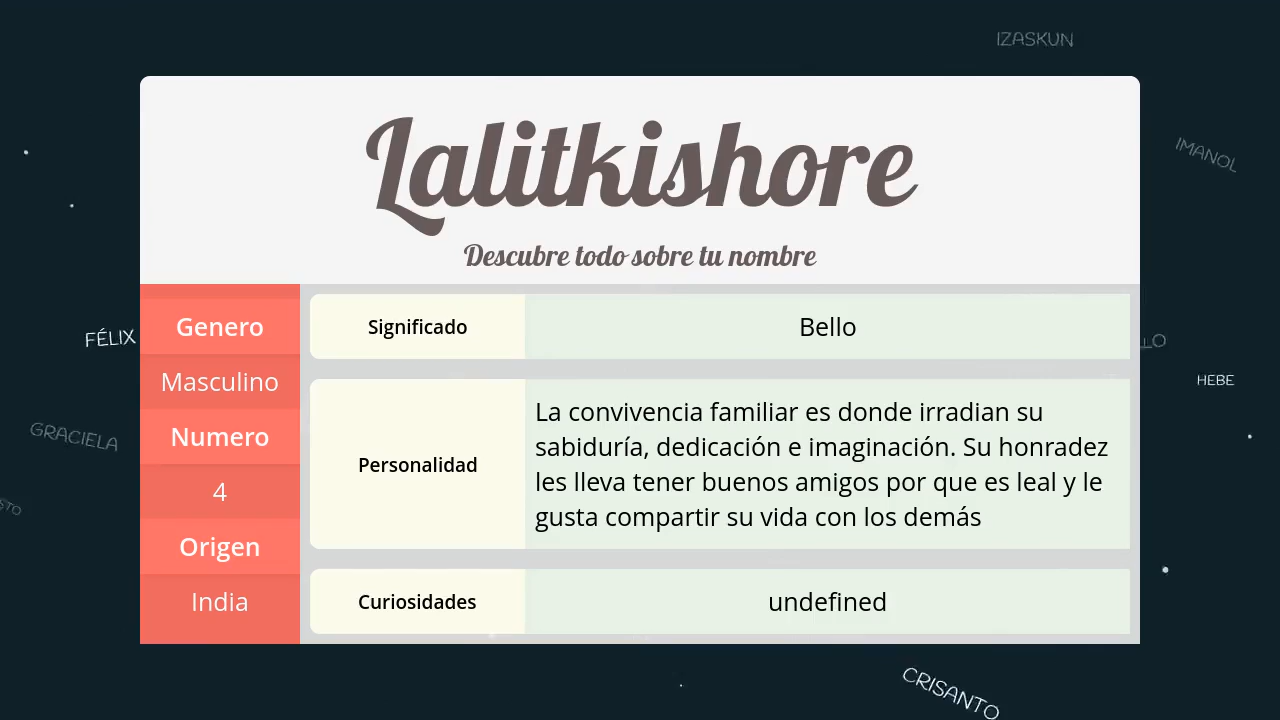 IZASKUN
IMANOL
Lalitkishore
Descubre todo sobre tu nombre
Genero
Masculino
Numero
4
Origen
India
Significado
Bello
Personalidad
La convivencia familiar es donde irradian su
sabiduría, dedicación e imaginación. Su honradez
les lleva tener buenos amigos por que es leal y le
gusta compartir su vida con los demás
Curiosidades
undefined
FÉLIX
HEBE
GRACIELA
CRISANTO